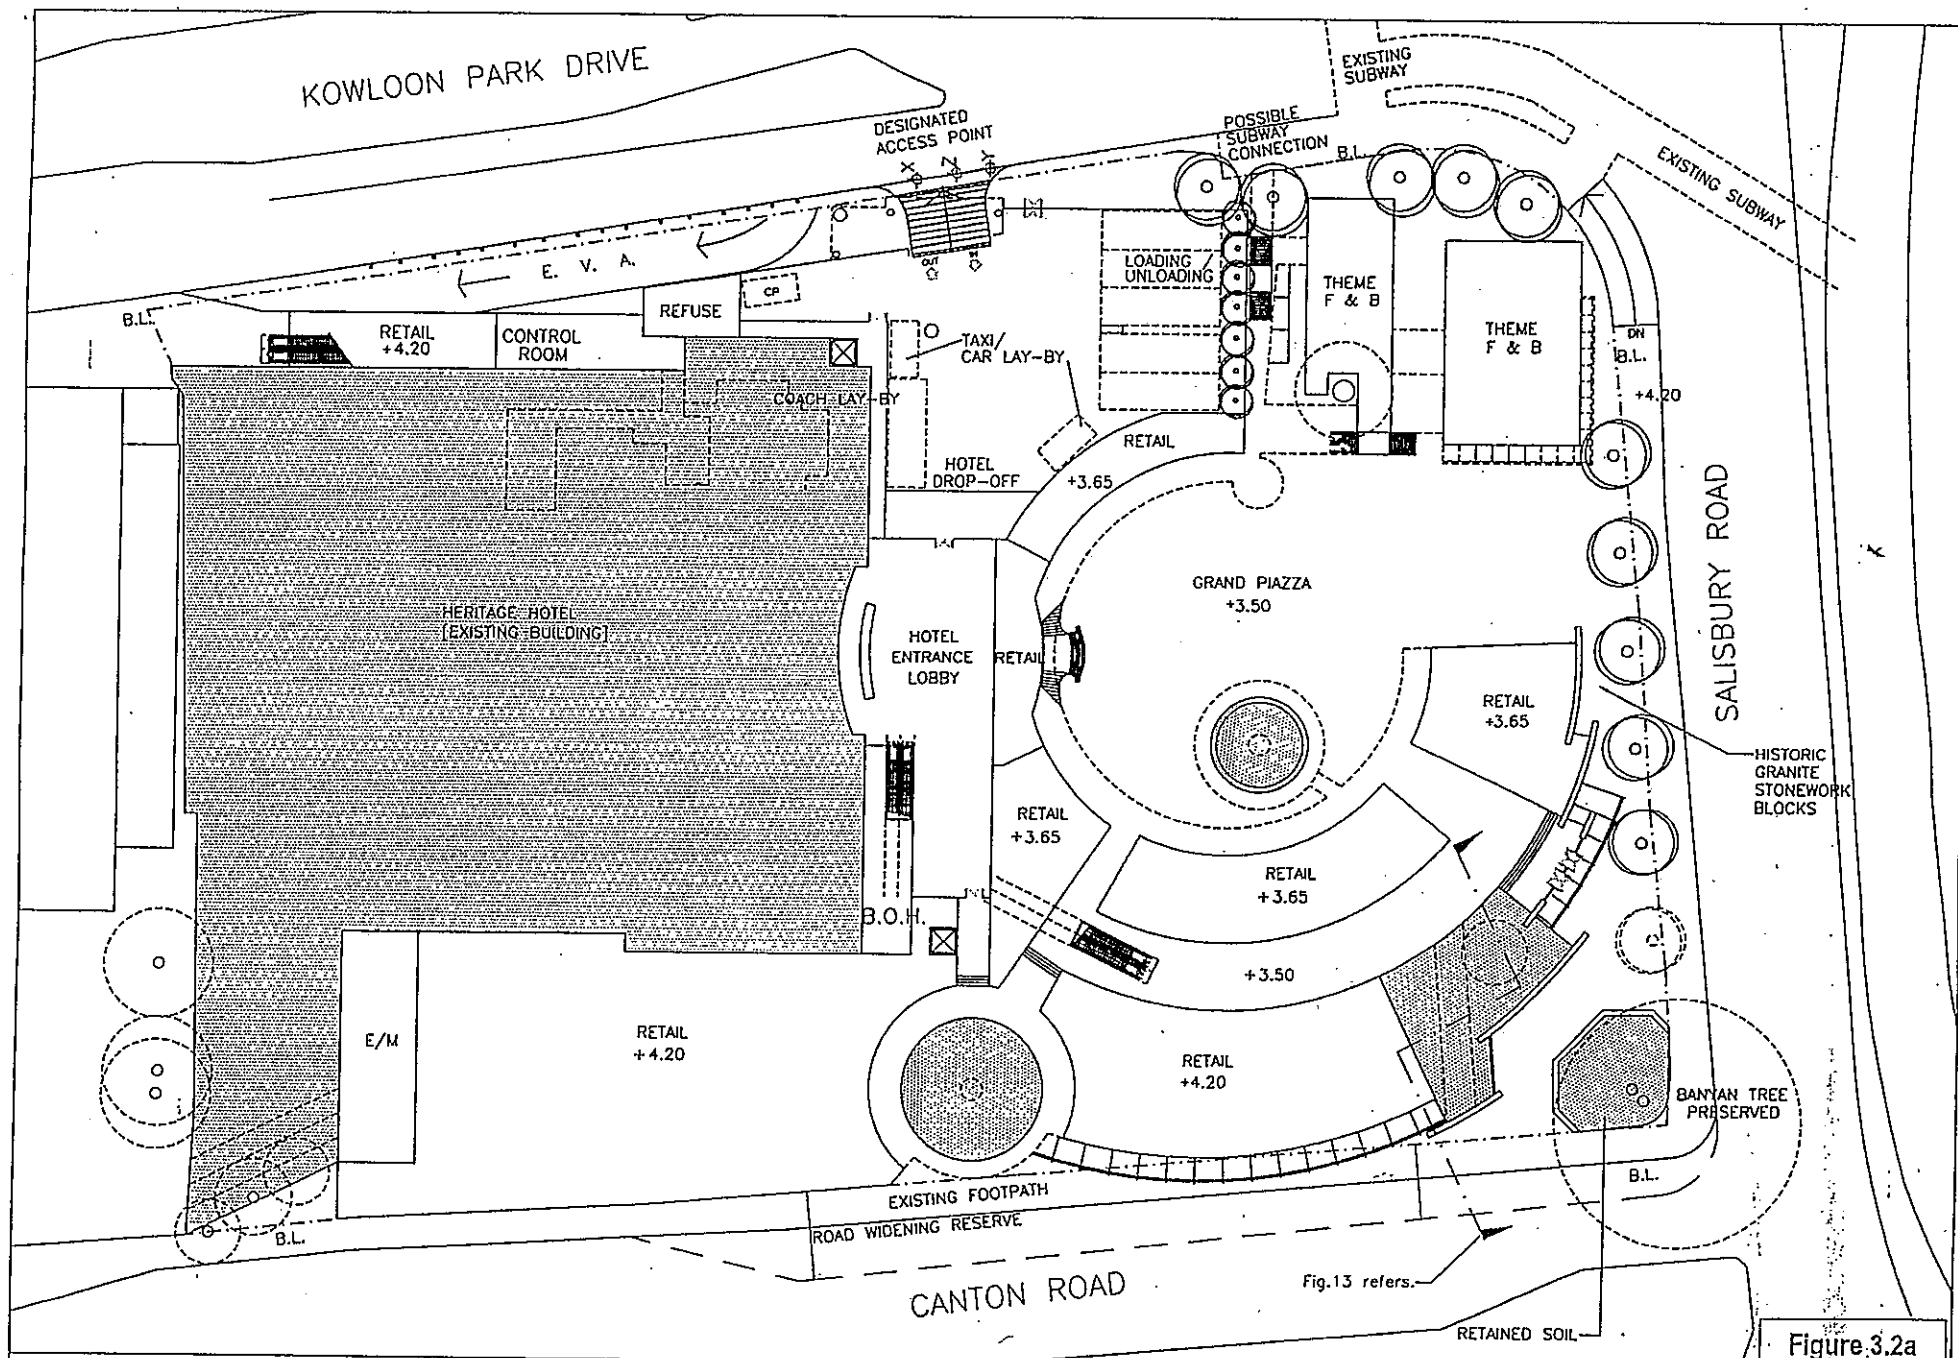 KOWLOON PARK DRIVE
EXISTING
SUBWAY
DESIGNATED
ACCESS POINT
X
Z
Y
POSSIBLE
SUBWAY
CONNECTION
B.L.
EXISTING SUBWAY
EXISTING SUBWAY
E. V. A.
OUT
IN
LOADING /
UNLOADING
THEME
F & B
THEME
F & B
DN
B.L.
+4.20
B.L.
RETAIL
+4.20
CONTROL
ROOM
REFUSE
CP
TAXI/
CAR LAY-BY
COACH LAY-BY
RETAIL
+3.65
HOTEL
DROP-OFF
SALISBURY ROAD
GRAND PIAZZA
+3.50
HERITAGE HOTEL
[EXISTING BUILDING]
HOTEL
ENTRANCE
LOBBY
RETAIL
RETAIL
+3.65
HISTORIC
GRANITE
STONEWORK
BLOCKS
RETAIL
+3.65
RETAIL
+3.65
B.O.H.
+3.50
E/M
RETAIL
+4.20
RETAIL
+4.20
BANYAN TREE
PRESERVED
B.L.
EXISTING FOOTPATH
ROAD WIDENING RESERVE
B.L.
CANTON ROAD
Fig.13 refers.
RETAINED SOIL
Figure 3.2a